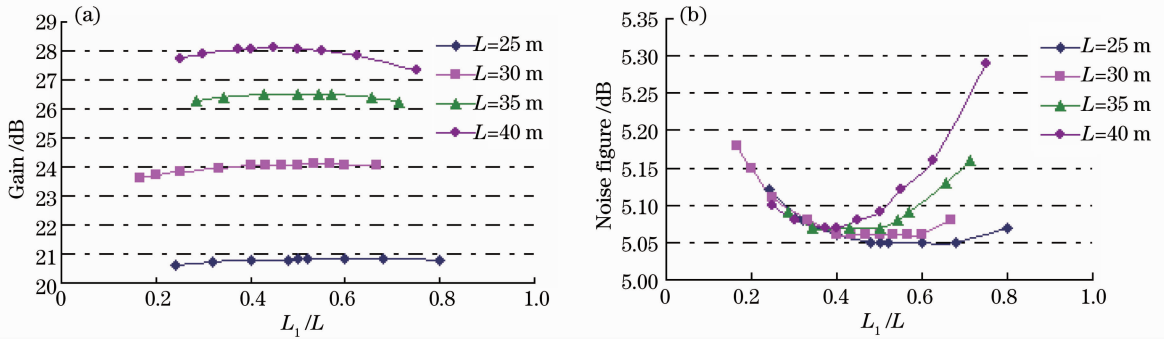 (a)
29
28
27
26
25
24
23
22
21
20
Gain /dB
0
0.2
0.4
0.6
0.8
1.0
L₁/L
L=25 m
L=30 m
L=35 m
L=40 m
(b)
5.35
5.30
5.25
5.20
5.15
5.10
5.05
5.00
Noise figure /dB
0
0.2
0.4
0.6
0.8
1.0
L₁/L
L=25 m
L=30 m
L=35 m
L=40 m